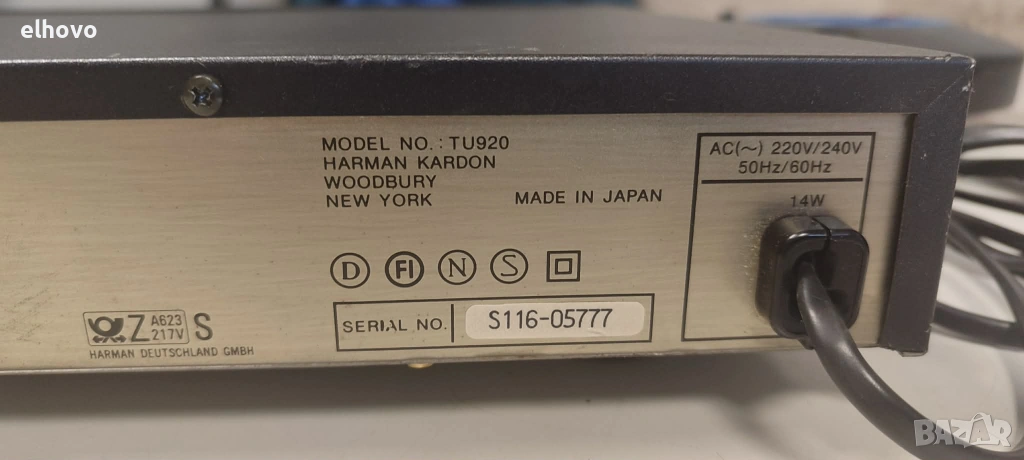 elhovo
MODEL NO. : TU920
HARMAN KARDON
WOODBURY
NEW YORK
MADE IN JAPAN
AC(~) 220V/240V
50Hz/60Hz
14W
D FI N S
Z A623 217V S
HARMAN DEUTSCHLAND GMBH
SERIAL NO. S116-05777
BAZAR